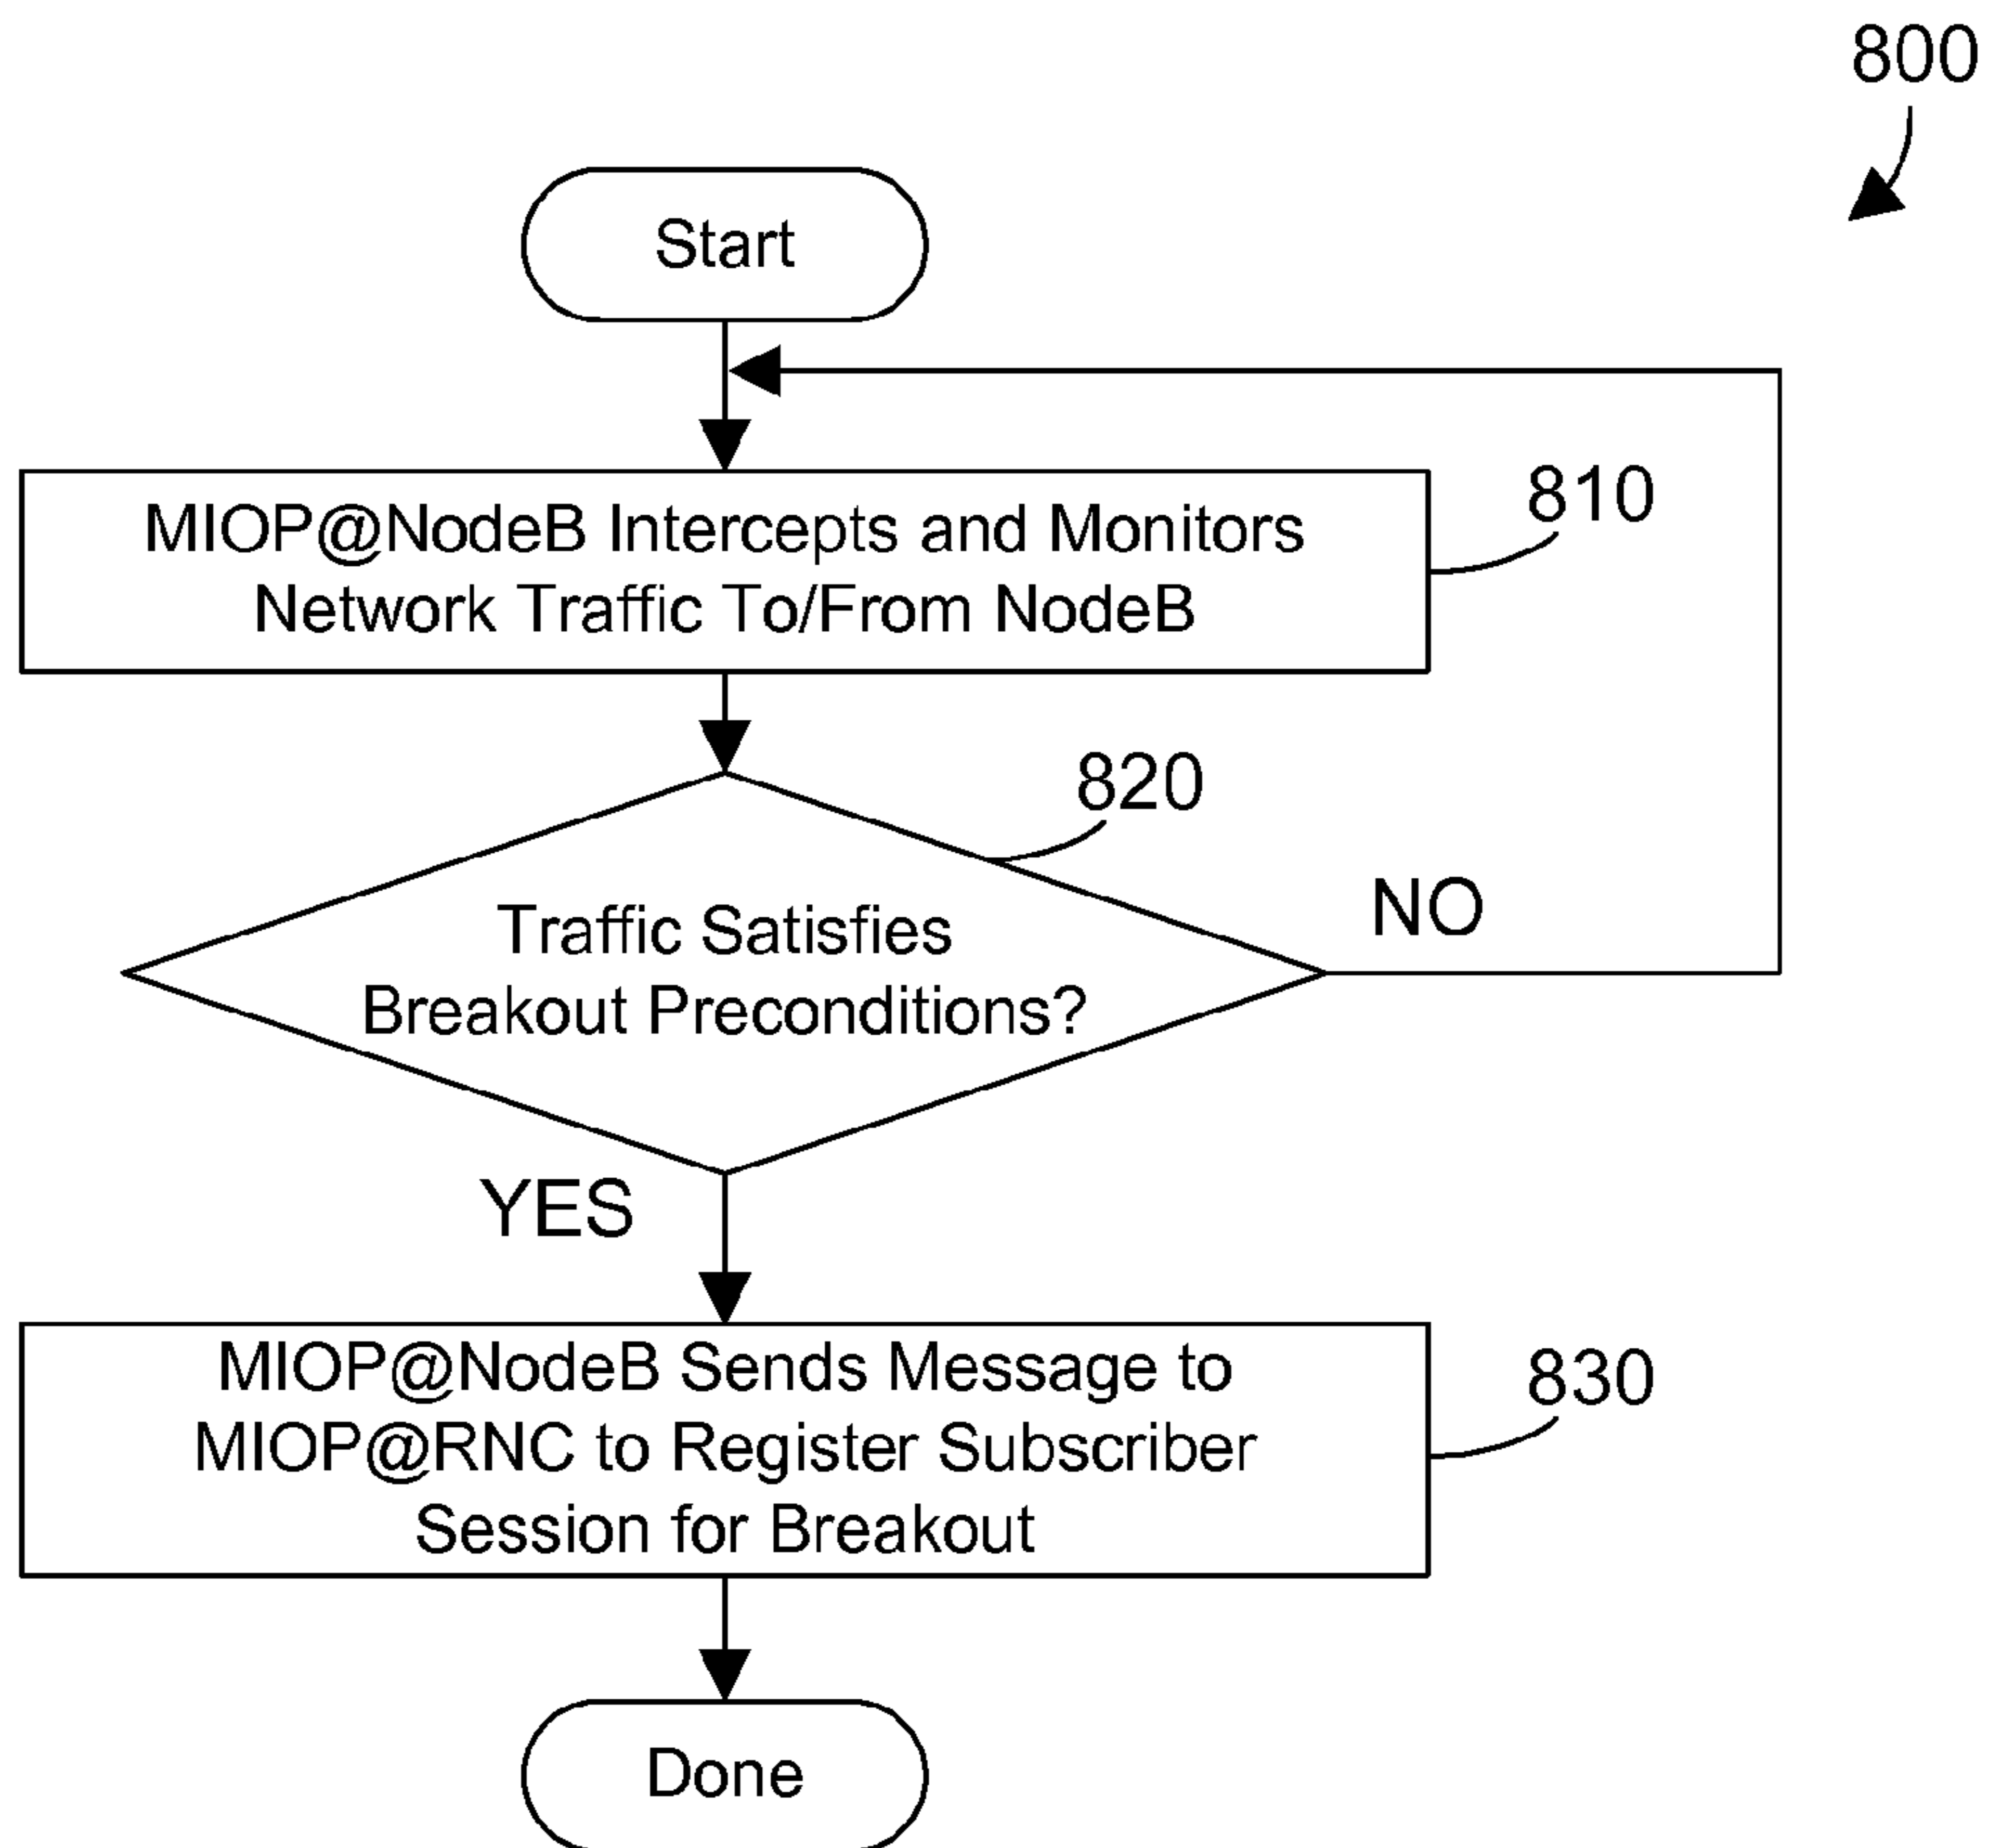 800
Start
MIOP@NodeB Intercepts and Monitors
Network Traffic To/From NodeB
810
820
Traffic Satisfies
Breakout Preconditions?
NO
YES
MIOP@NodeB Sends Message to
MIOP@RNC to Register Subscriber
Session for Breakout
830
Done